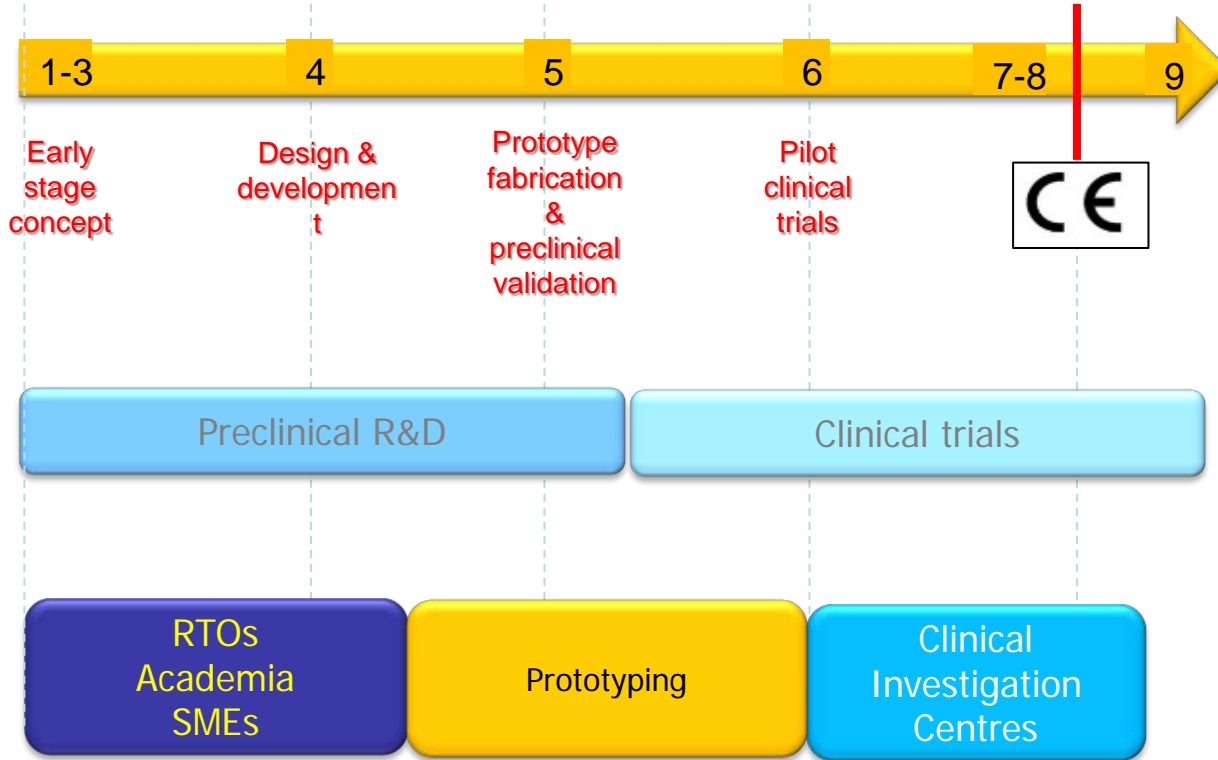 1-3 4 5 6 7-8 9
Early
stage
concept
Design &
developmen
t
Prototype
fabrication
&
preclinical
validation
Pilot
clinical
trials
CE
Preclinical R&D
Clinical trials
RTOs
Academia
SMEs
Prototyping
Clinical
Investigation
Centres